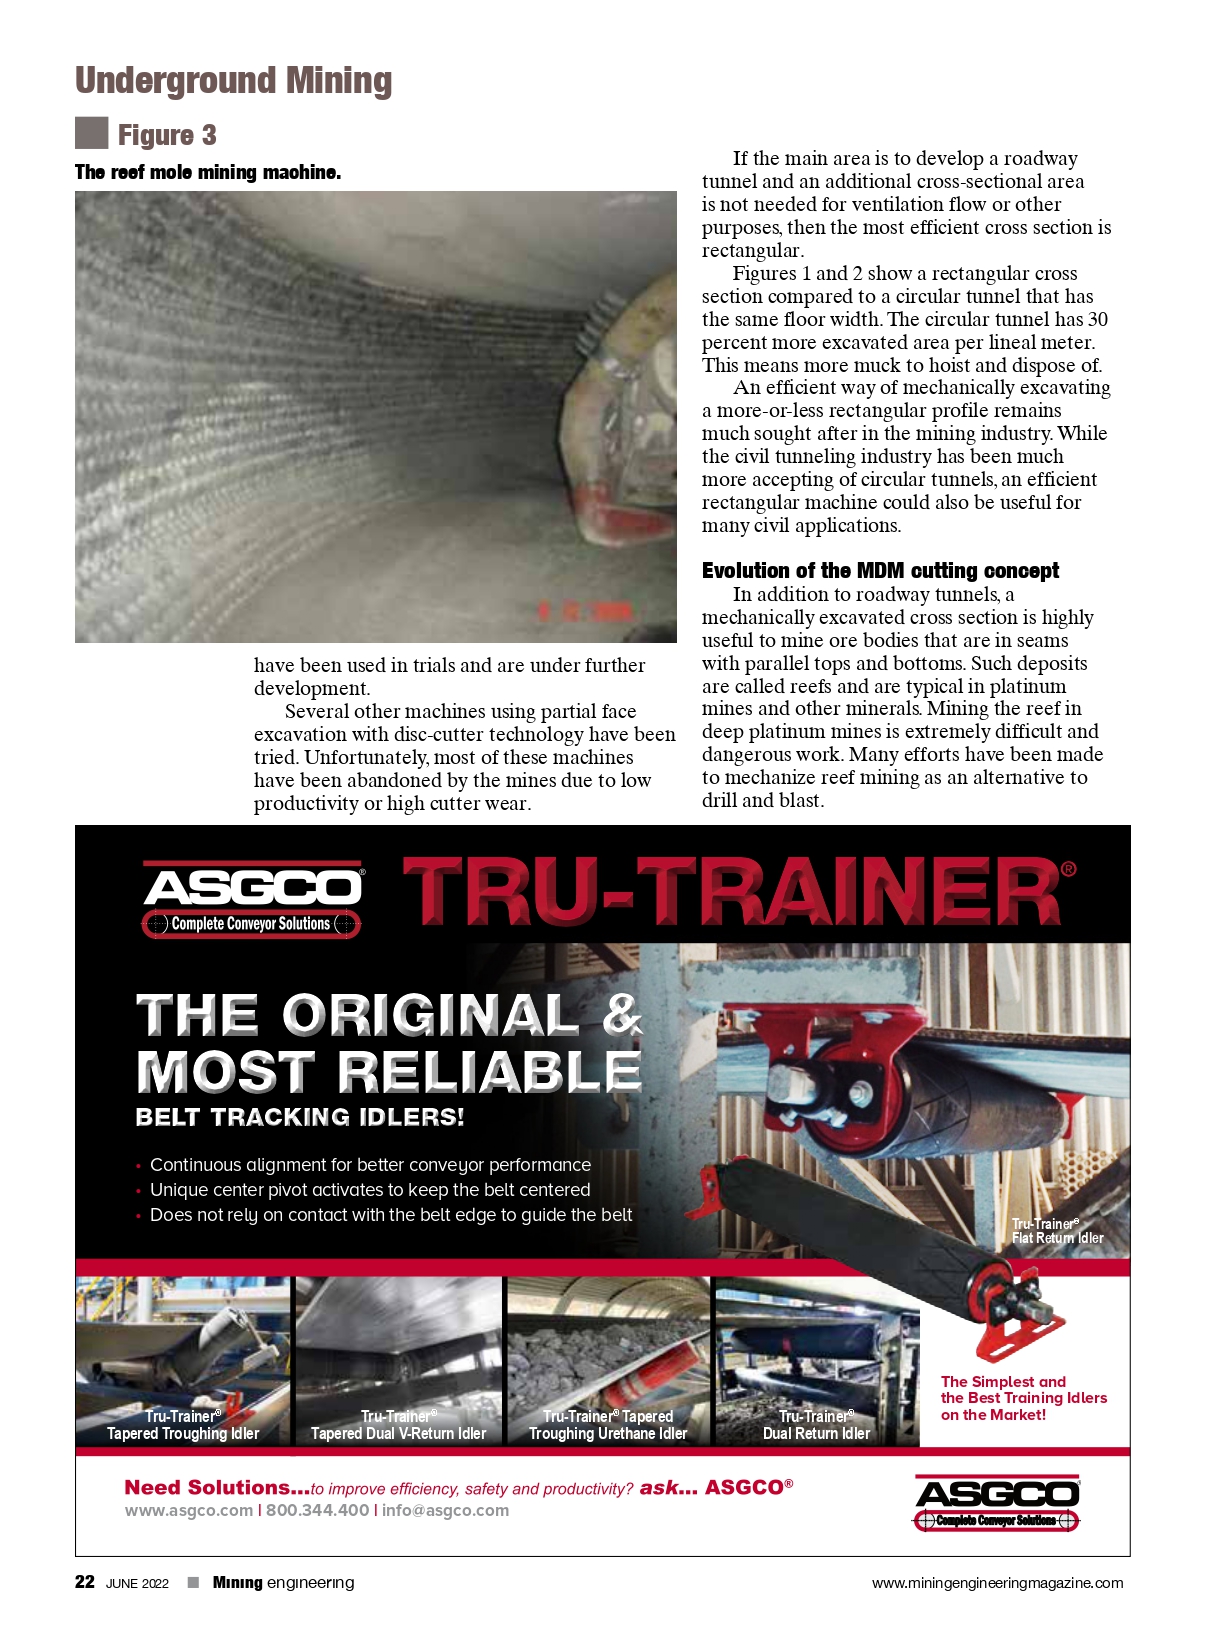 Underground Mining
Figure 3
The reef mole mining machine.
have been used in trials and are under further
development.
Several other machines using partial face
excavation with disc-cutter technology have been
tried. Unfortunately, most of these machines
have been abandoned by the mines due to low
productivity or high cutter wear.
If the main area is to develop a roadway
tunnel and an additional cross-sectional area
is not needed for ventilation flow or other
purposes, then the most efficient cross section is
rectangular.
Figures 1 and 2 show a rectangular cross
section compared to a circular tunnel that has
the same floor width. The circular tunnel has 30
percent more excavated area per lineal meter.
This means more muck to hoist and dispose of.
An efficient way of mechanically excavating
a more-or-less rectangular profile remains
much sought after in the mining industry. While
the civil tunneling industry has been much
more accepting of circular tunnels, an efficient
rectangular machine could also be useful for
many civil applications.
Evolution of the MDM cutting concept
In addition to roadway tunnels, a
mechanically excavated cross section is highly
useful to mine ore bodies that are in seams
with parallel tops and bottoms. Such deposits
are called reefs and are typical in platinum
mines and other minerals. Mining the reef in
deep platinum mines is extremely difficult and
dangerous work. Many efforts have been made
to mechanize reef mining as an alternative to
drill and blast.
ASGCO®
Complete Conveyor Solutions
TRU-TRAINER®
THE ORIGINAL &
MOST RELIABLE
BELT TRACKING IDLERS!
• Continuous alignment for better conveyor performance
• Unique center pivot activates to keep the belt centered
• Does not rely on contact with the belt edge to guide the belt
Tru-Trainer®
Flat Return Idler
Tru-Trainer®
Tapered Troughing Idler
Tru-Trainer®
Tapered Dual V-Return Idler
Tru-Trainer® Tapered
Troughing Urethane Idler
Tru-Trainer®
Dual Return Idler
The Simplest and
the Best Training Idlers
on the Market!
Need Solutions...to improve efficiency, safety and productivity? ask... ASGCO®
www.asgco.com | 800.344.400 | info@asgco.com
ASGCO®
Complete Conveyor Solutions
22 JUNE 2022 ■ Mining engineering
www.miningengineeringmagazine.com